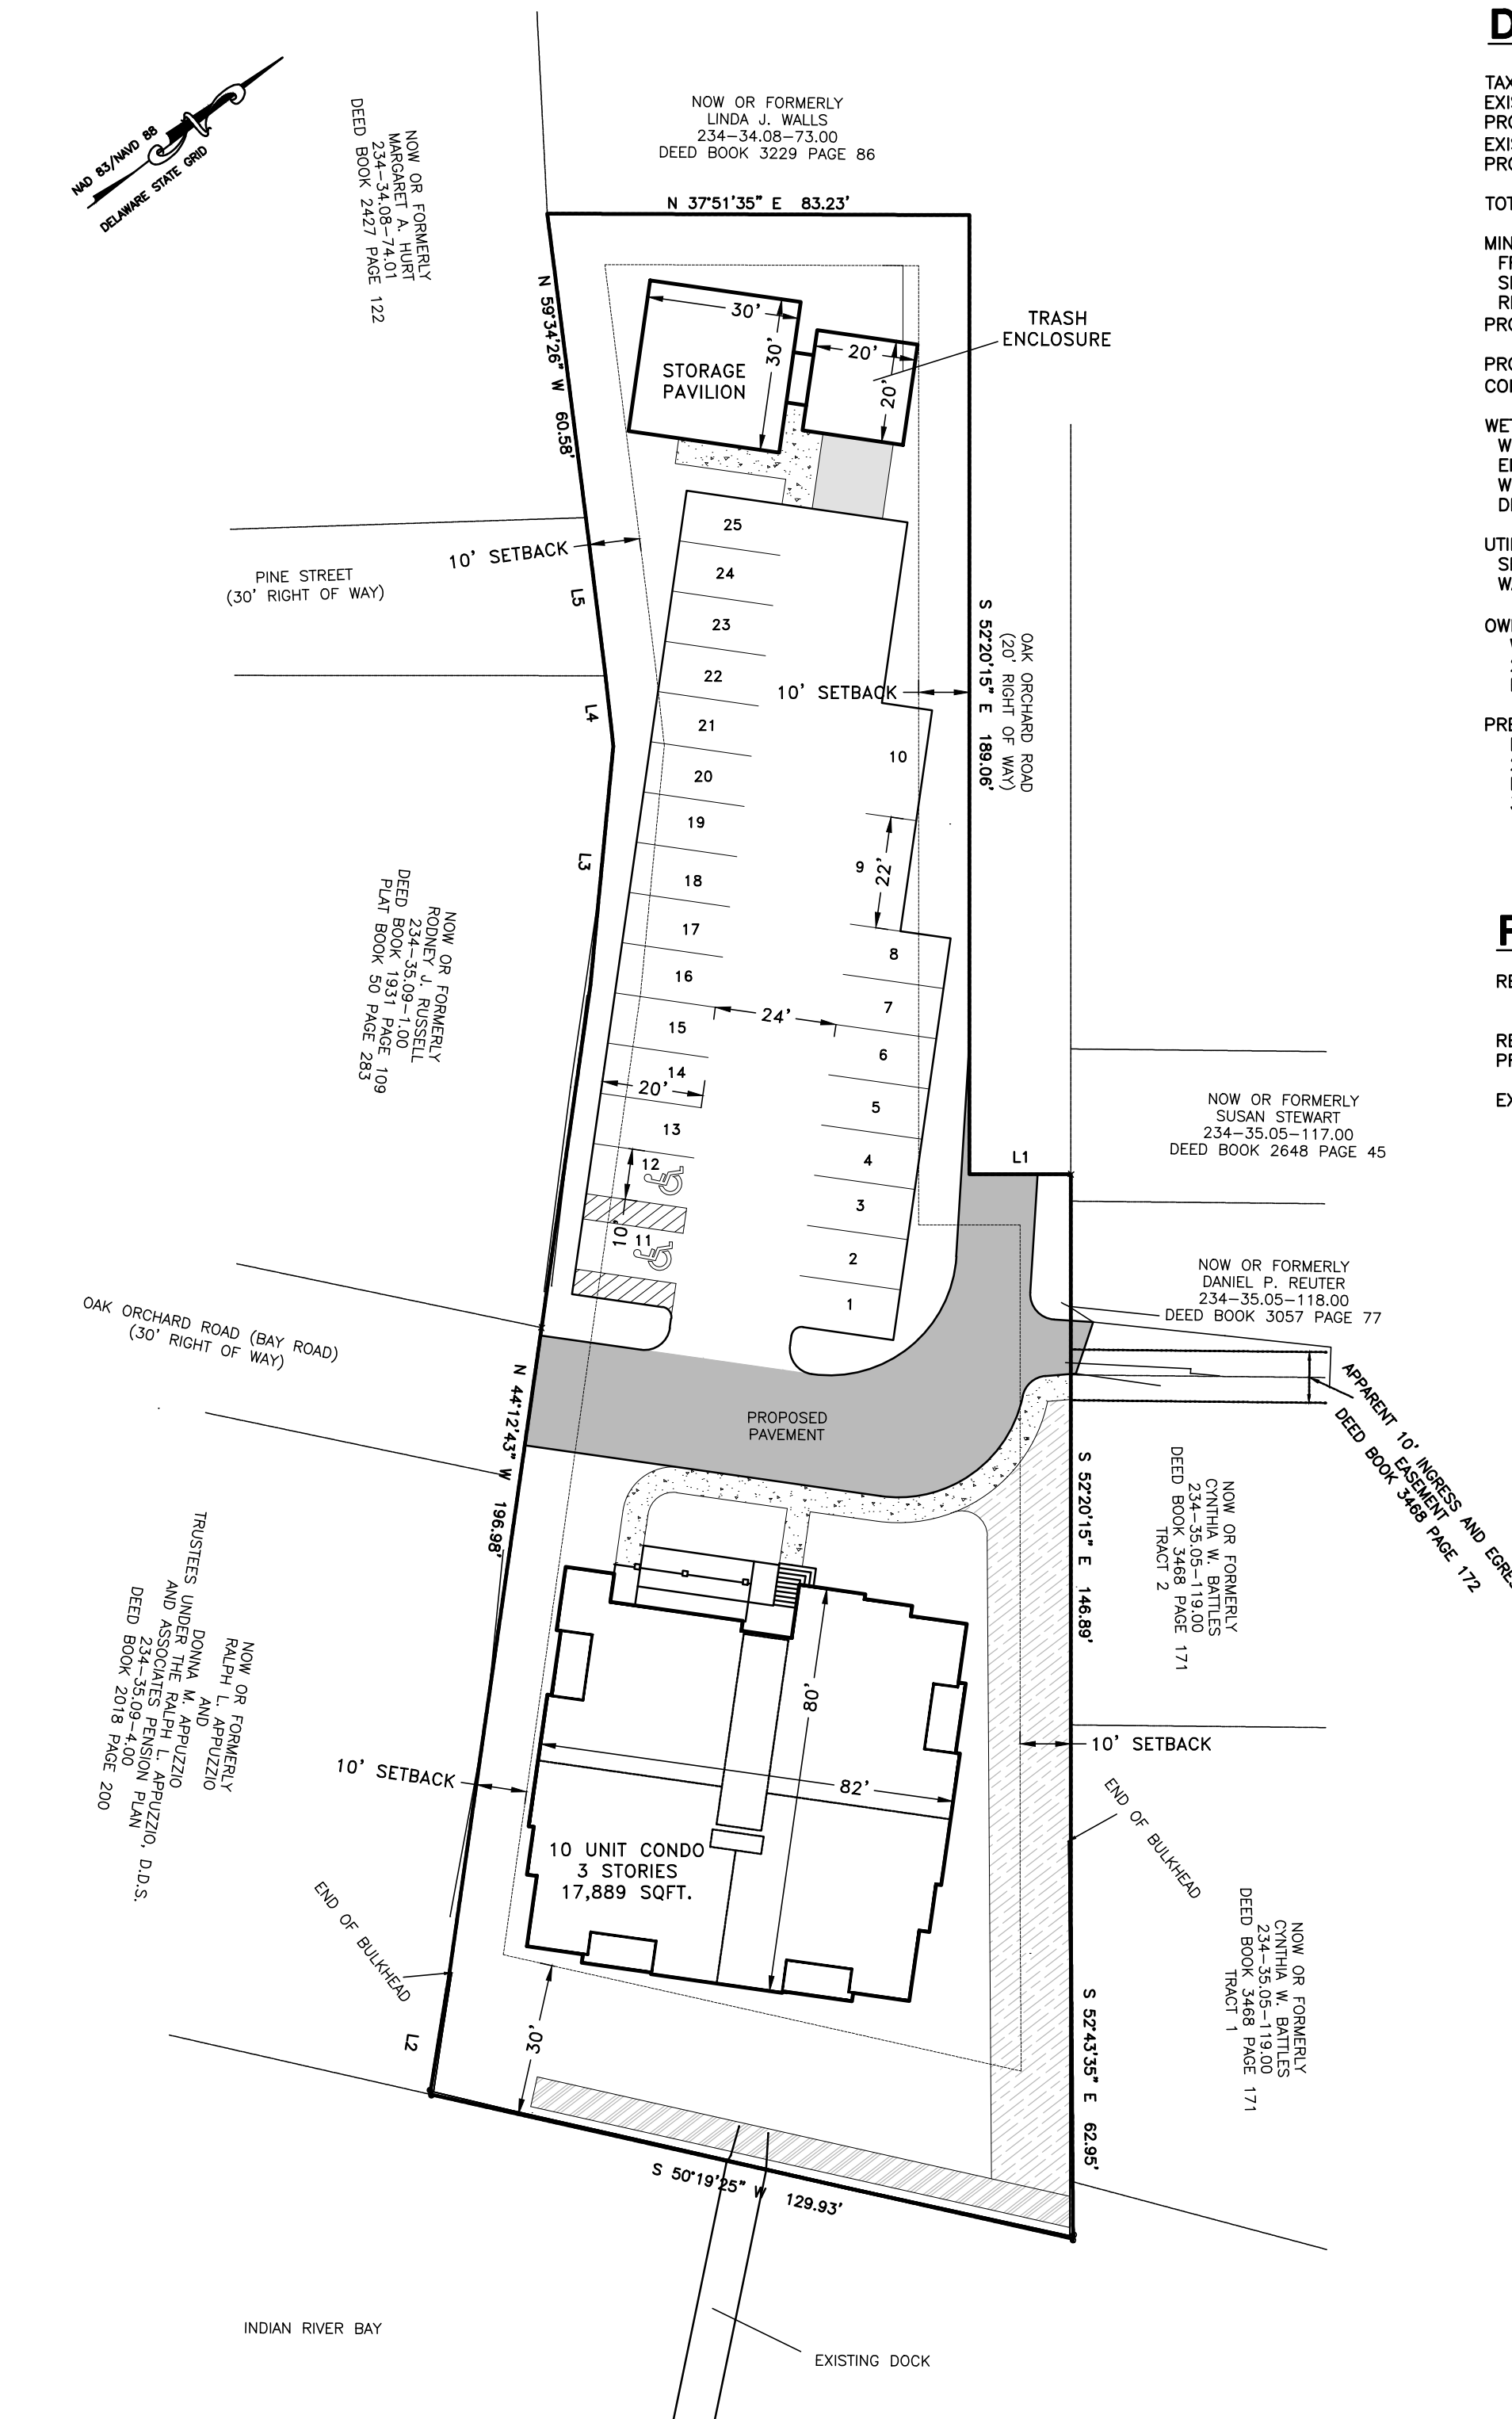 NAD 83/NAVD 88
DELAWARE STATE GRID
NOW OR FORMERLY
MARGARET A. HURT
234-34.08-74.01
DEED BOOK 2427 PAGE 122
NOW OR FORMERLY
LINDA J. WALLS
234-34.08-73.00
DEED BOOK 3229 PAGE 86
N 37°51'35" E 83.23'
N 59°34'26" W 60.58'
30'
30'
STORAGE
PAVILION
20'
20'
TRASH
ENCLOSURE
10' SETBACK
PINE STREET
(30' RIGHT OF WAY)
L5
L4
L3
25
24
23
22
21
20
19
18
17
16
15
14
20'
13
12
10'
11
24'
10' SETBACK
10
9
22'
8
7
6
5
4
3
2
1
S 52°20'15" E 189.06'
OAK ORCHARD ROAD
(20' RIGHT OF WAY)
L1
NOW OR FORMERLY
RODNEY J. RUSSELL
234-35.09-1.00
DEED BOOK 1931 PAGE 109
PLAT BOOK 50 PAGE 283
NOW OR FORMERLY
SUSAN STEWART
234-35.05-117.00
DEED BOOK 2648 PAGE 45
NOW OR FORMERLY
DANIEL P. REUTER
234-35.05-118.00
DEED BOOK 3057 PAGE 77
OAK ORCHARD ROAD (BAY ROAD)
(30' RIGHT OF WAY)
PROPOSED
PAVEMENT
N 44°12'43" W 196.98'
APPARENT 10' INGRESS AND
EASEMENT
DEED BOOK 3468 PAGE 172
S 52°20'15" E 146.89'
NOW OR FORMERLY
CYNTHIA W. BATTLES
234-35.05-119.00
DEED BOOK 3468 PAGE 171
TRACT 2
NOW OR FORMERLY
RALPH L. APPUZZIO
AND
DONNA M. APPUZZIO
TRUSTEES UNDER THE RALPH L. APPUZZIO, D.D.S.
AND ASSOCIATES PENSION PLAN
234-35.09-4.00
DEED BOOK 2018 PAGE 200
10' SETBACK
80'
82'
10 UNIT CONDO
3 STORIES
17,889 SQFT.
10' SETBACK
END OF BULKHEAD
END OF BULKHEAD
NOW OR FORMERLY
CYNTHIA W. BATTLES
234-35.05-119.00
DEED BOOK 3468 PAGE 171
TRACT 1
L2
30'
S 52°43'35" E 62.95'
S 50°19'25" W 129.93'
INDIAN RIVER BAY
EXISTING DOCK